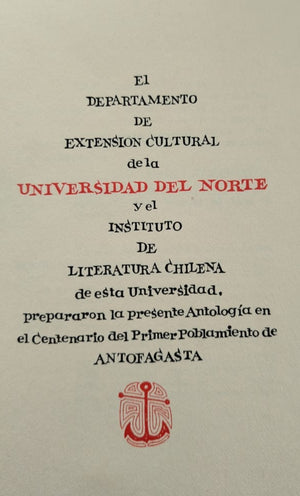 El
DEPARTAMENTO
DE
EXTENSION CULTURAL
de la
UNIVERSIDAD DEL NORTE
y el
INSTITUTO
DE
LITERATURA CHILENA
de esta Universidad,
prepararon la presente Antología en
el Centenario del Primer Poblamiento de
ANTOFAGASTA